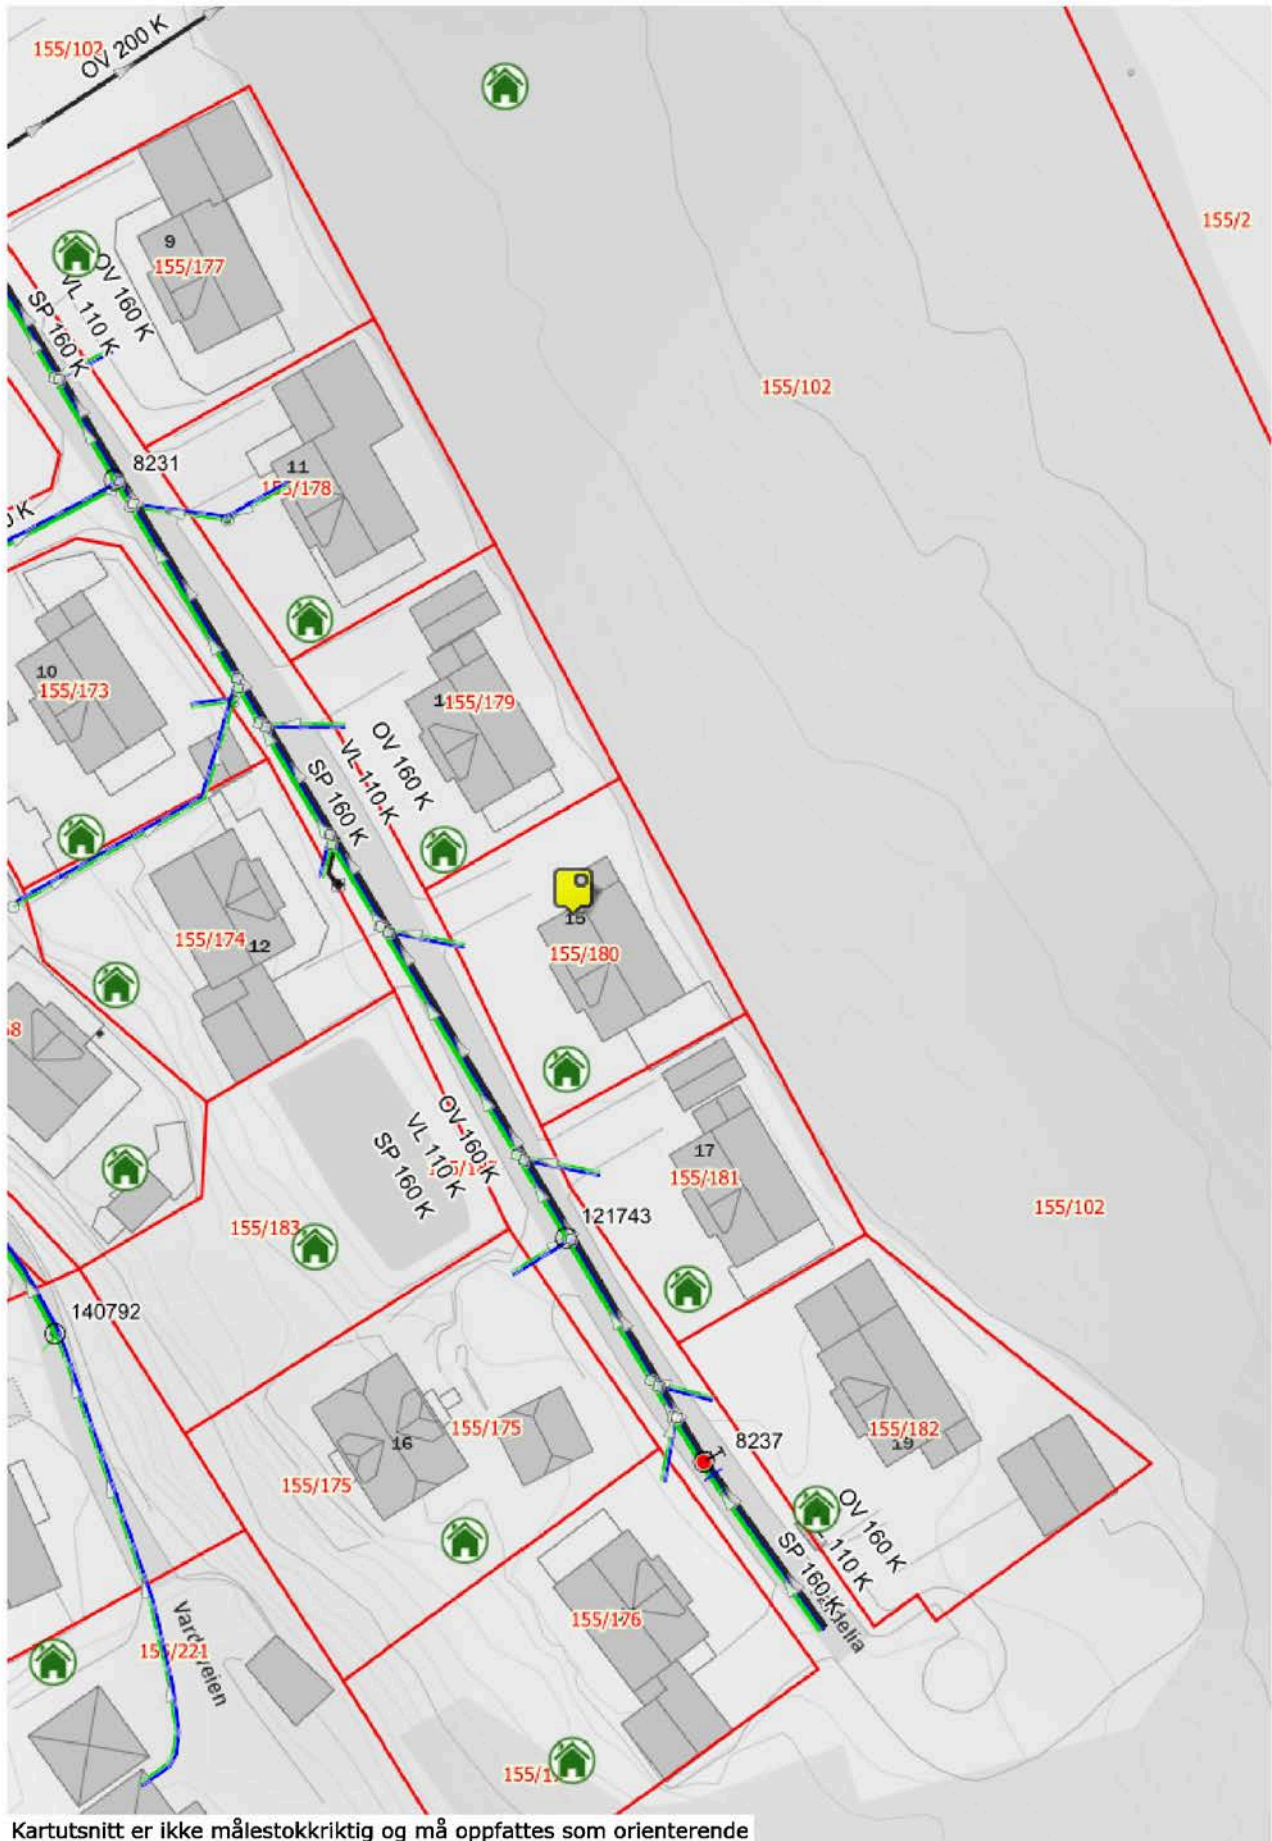 155/102
OV 200 K
155/2
9
155/177
OV 160 K
VL 110 K
SP 160 K
155/102
8231
11
155/178
10
155/173
155/179
OV 160 K
VL 110 K
SP 160 K
15
155/180
155/174
12
OV 160 K
VL 110 K
SP 160 K
17
155/181
155/102
121743
155/183
140792
155/175
16
155/175
8237
155/182
19
OV 160 K
110 K
SP 160 K
155/176
155/221
Vardeveien
Kartutsnitt er ikke målestokkriktig og må oppfattes som orienterende